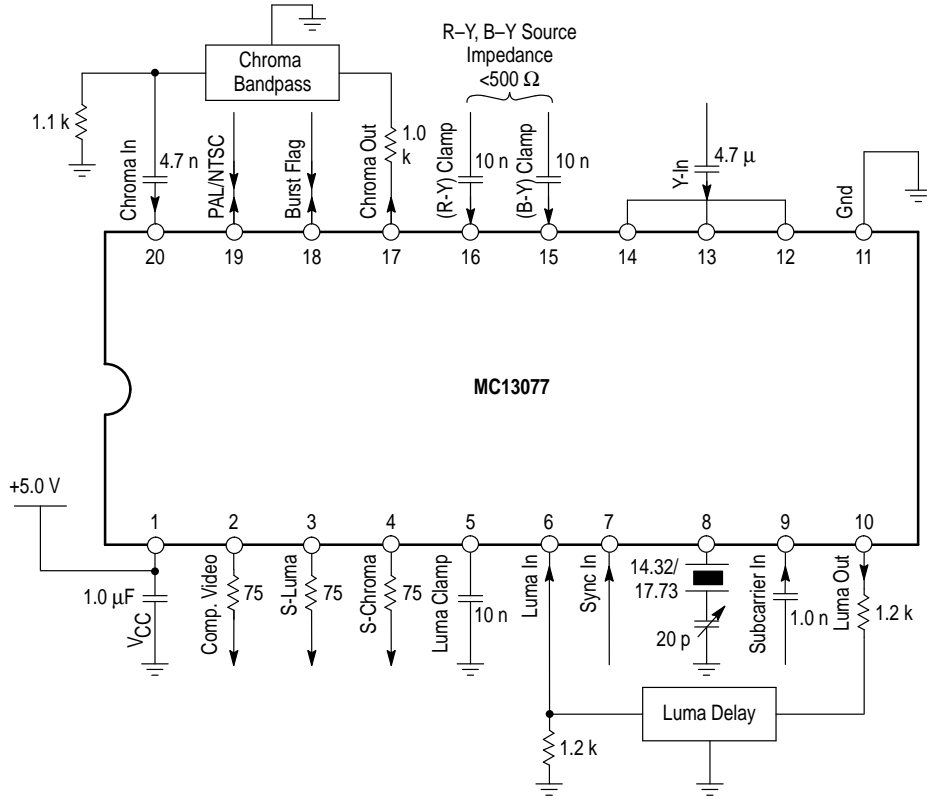 R–Y, B–Y Source
Impedance
<500 Ω
Chroma
Bandpass
1.1 k
Chroma In
4.7 n
PAL/NTSC
Burst Flag
Chroma Out
1.0
k
(R-Y) Clamp
10 n
(B-Y) Clamp
10 n
Y-In
4.7 µ
Gnd
20
19
18
17
16
15
14
13
12
11
MC13077
+5.0 V
1
2
3
4
5
6
7
8
9
10
1.0 µF
VCC
Comp. Video
75
S-Luma
75
S-Chroma
75
Luma Clamp
10 n
Luma In
Sync In
14.32/
17.73
20 p
Subcarrier In
1.0 n
Luma Out
1.2 k
Luma Delay
1.2 k